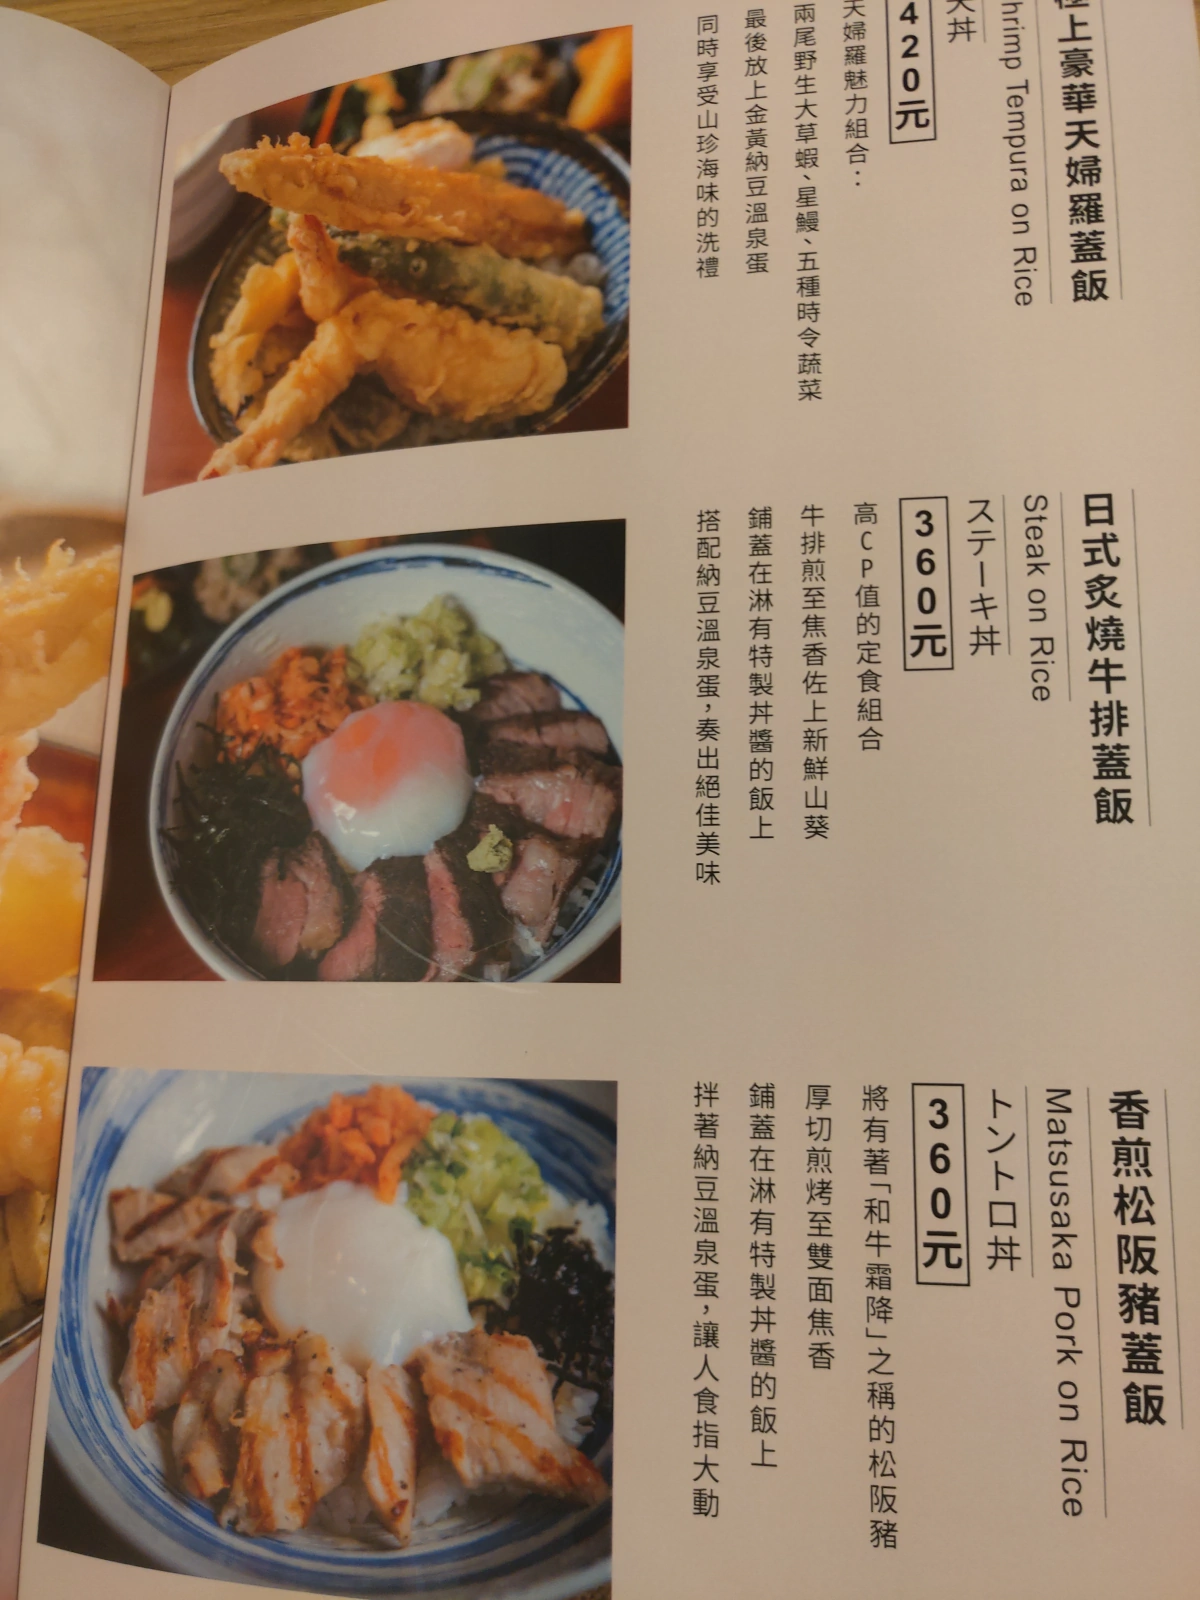 極上豪華天婦羅蓋飯
Shrimp Tempura on Rice
天丼
420元
天婦羅魅力組合：
兩尾野生大草蝦、星鰻、五種時令蔬菜
最後放上金黃納豆溫泉蛋
同時享受山珍海味的洗禮
日式炙燒牛排蓋飯
Steak on Rice
ステーキ丼
360元
高CP值的定食組合
牛排煎至焦香佐上新鮮山葵
鋪蓋在淋有特製丼醬的飯上
搭配納豆溫泉蛋，奏出絕佳美味
香煎松阪豬蓋飯
Matsusaka Pork on Rice
トントロ丼
360元
將有著「和牛霜降」之稱的松阪豬
厚切煎烤至雙面焦香
鋪蓋在淋有特製丼醬的飯上
拌著納豆溫泉蛋，讓人食指大動